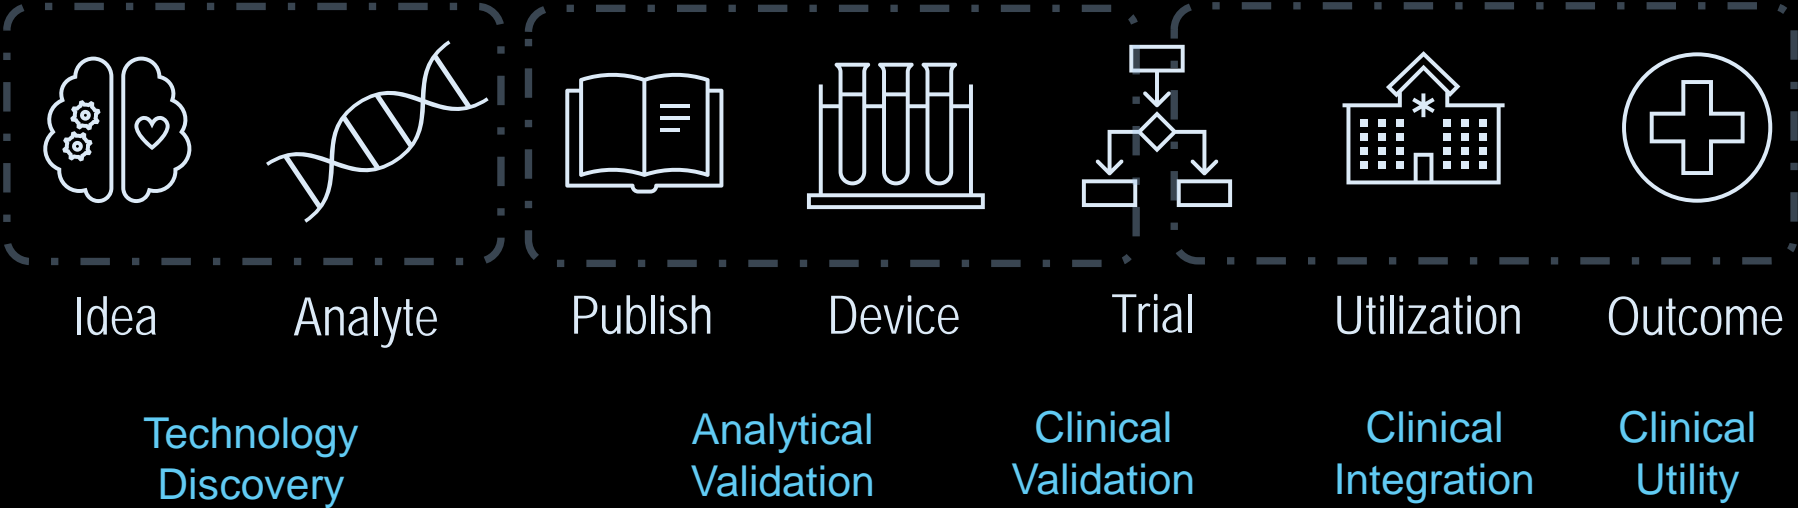 Idea Analyte Publish Device Trial Utilization Outcome
Technology
Discovery
Analytical
Validation
Clinical
Validation
Clinical
Integration
Clinical
Utility